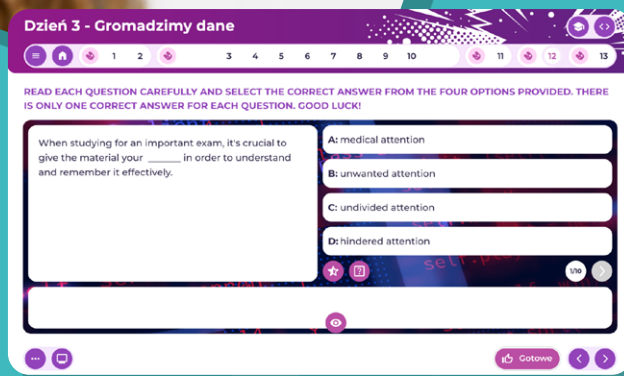 Dzień 3 - Gromadzimy dane
1 2 3 4 5 6 7 8 9 10 11 12 13
READ EACH QUESTION CAREFULLY AND SELECT THE CORRECT ANSWER FROM THE FOUR OPTIONS PROVIDED. THERE
IS ONLY ONE CORRECT ANSWER FOR EACH QUESTION. GOOD LUCK!
When studying for an important exam, it's crucial to
give the material your ______ in order to understand
and remember it effectively.
A: medical attention
B: unwanted attention
C: undivided attention
D: hindered attention
1/10
Gotowe